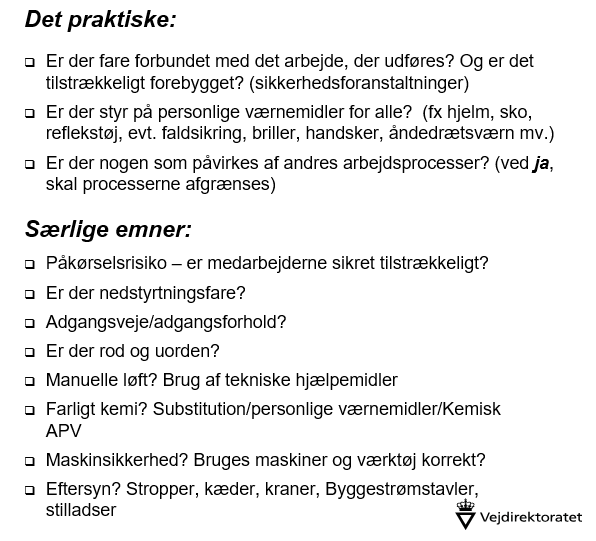 Det praktiske:
❑ Er der fare forbundet med det arbejde, der udføres? Og er det
tilstrækkeligt forebygget? (sikkerhedsforanstaltninger)
❑ Er der styr på personlige værnemidler for alle?  (fx hjelm, sko,
reflekstøj, evt. faldsikring, briller, handsker, åndedrætsværn mv.)
❑ Er der nogen som påvirkes af andres arbejdsprocesser? (ved ja,
skal processerne afgrænses)
Særlige emner:
❑ Påkørselsrisiko – er medarbejderne sikret tilstrækkeligt?
❑ Er der nedstyrtningsfare?
❑ Adgangsveje/adgangsforhold?
❑ Er der rod og uorden?
❑ Manuelle løft? Brug af tekniske hjælpemidler
❑ Farligt kemi? Substitution/personlige værnemidler/Kemisk
APV
❑ Maskinsikkerhed? Bruges maskiner og værktøj korrekt?
❑ Eftersyn? Stropper, kæder, kraner, Byggestrømstavler,
stilladser
Vejdirektoratet